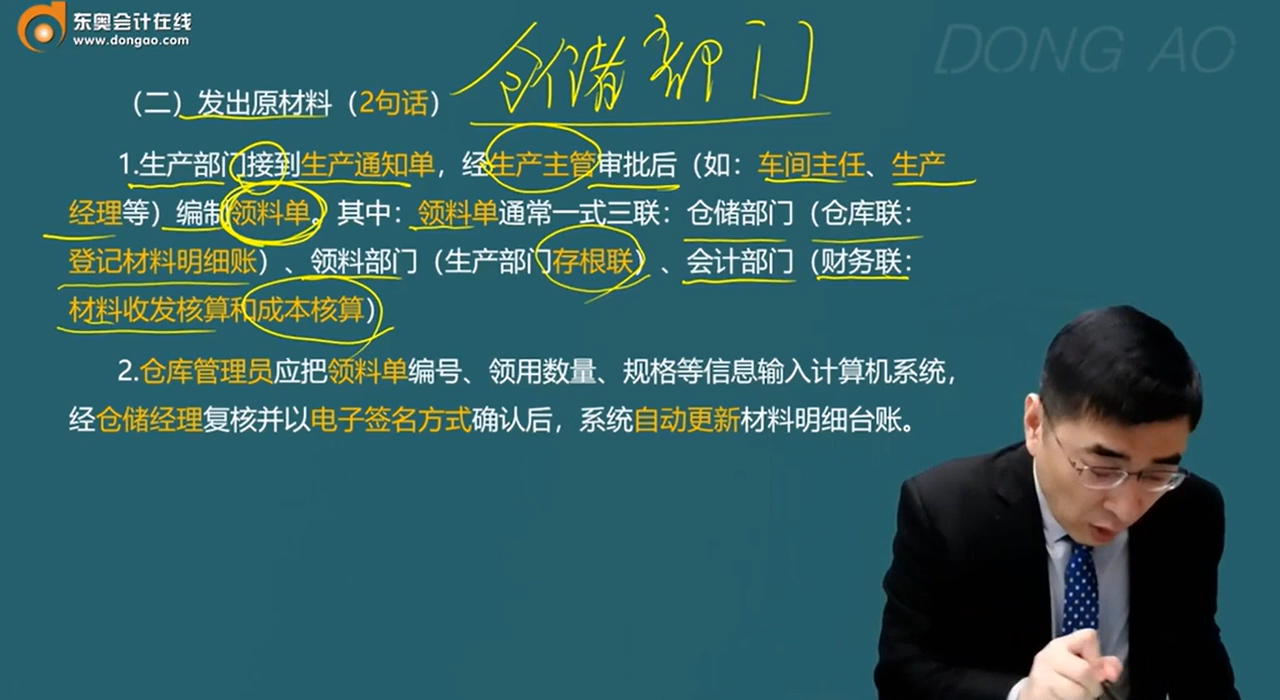 东奥会计在线
www.dongao.com
DONG AO
仓储部门
（二）发出原材料（2句话）
1.生产部门接到生产通知单，经生产主管审批后（如：车间主任、生产
经理等）编制领料单。其中：领料单通常一式三联：仓储部门（仓库联：
登记材料明细账）、领料部门（生产部门存根联）、会计部门（财务联：
材料收发核算和成本核算）
2.仓库管理员应把领料单编号、领用数量、规格等信息输入计算机系统，
经仓储经理复核并以电子签名方式确认后，系统自动更新材料明细台账。